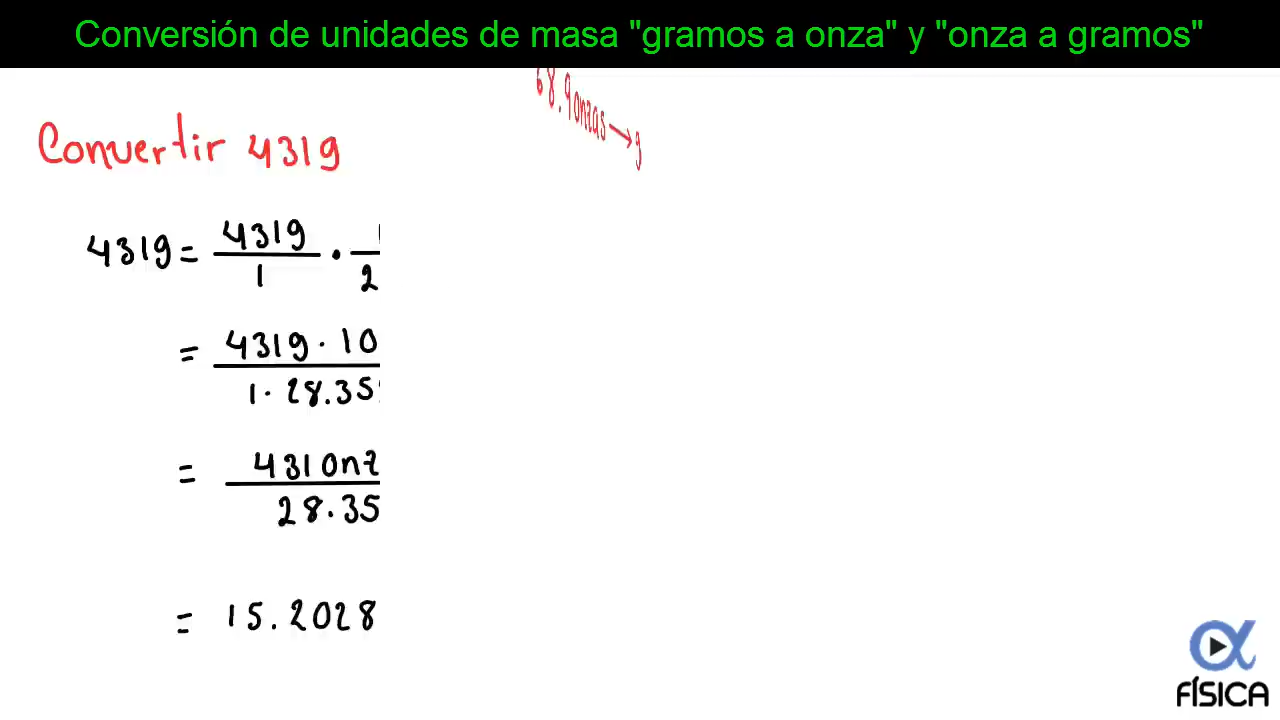 Conversión de unidades de masa "gramos a onza" y "onza a gramos"
68.9onzas→g
Convertir 431g
431g = 431g/1 ·
= 431g · 10
1 · 28.35
= 431onz
28.35
= 15.2028
FÍSICA